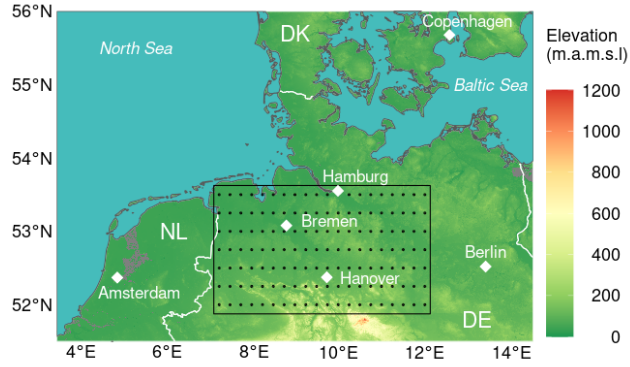 56°N
55°N
54°N
53°N
52°N
4°E
6°E
8°E
10°E
12°E
14°E
North Sea
DK
Copenhagen
Baltic Sea
Hamburg
Bremen
NL
Berlin
Hanover
Amsterdam
DE
Elevation
(m.a.m.s.l)
1200
1000
800
600
400
200
0